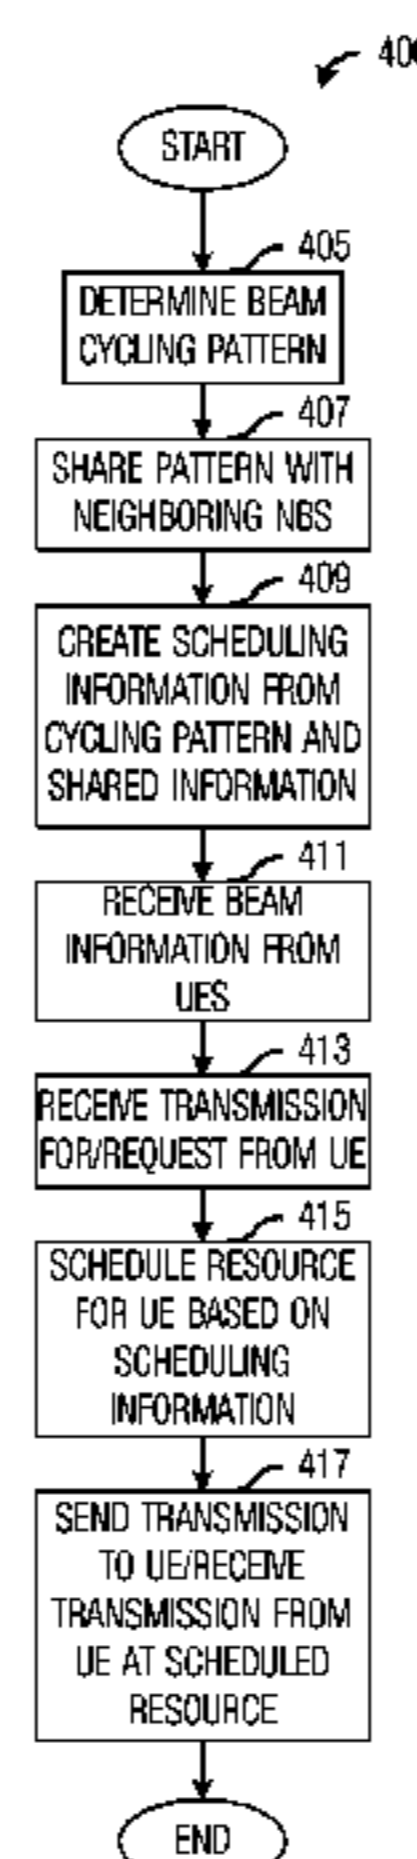 START
405
DETERMINE BEAM
CYCLING PATTERN
407
SHARE PATTERN WITH
NEIGHBORING NBS
409
CREATE SCHEDULING
INFORMATION FROM
CYCLING PATTERN AND
SHARED INFORMATION
411
RECEIVE BEAM
INFORMATION FROM
UES
413
RECEIVE TRANSMISSION
FOR/REQUEST FROM UE
415
SCHEDULE RESOURCE
FOR UE BASED ON
SCHEDULING
INFORMATION
417
SEND TRANSMISSION
TO UE/RECEIVE
TRANSMISSION FROM
UE AT SCHEDULED
RESOURCE
END